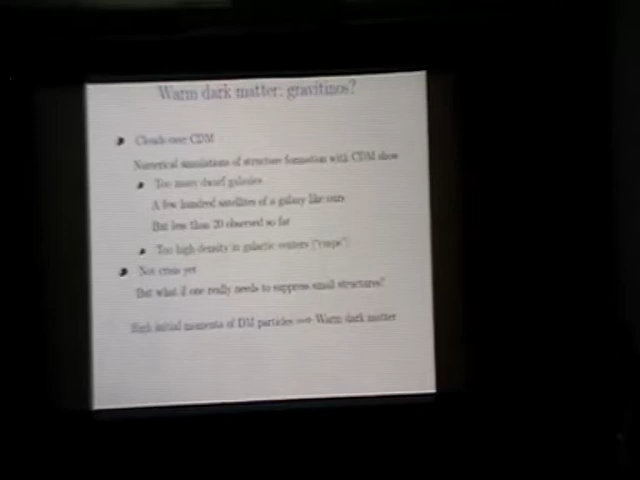 Warm dark matter: gravitinos?
Clouds over CDM
Numerical simulations of structure formation with CDM show
Too many dwarf galaxies
A few hundred satellites of a galaxy like ours
But less than 20 observed so far
Too high density in galactic centers ("cusps")
Not crisis yet
But what if one really needs to suppress small structures?
High initial momenta of DM particles ⟹ Warm dark matter